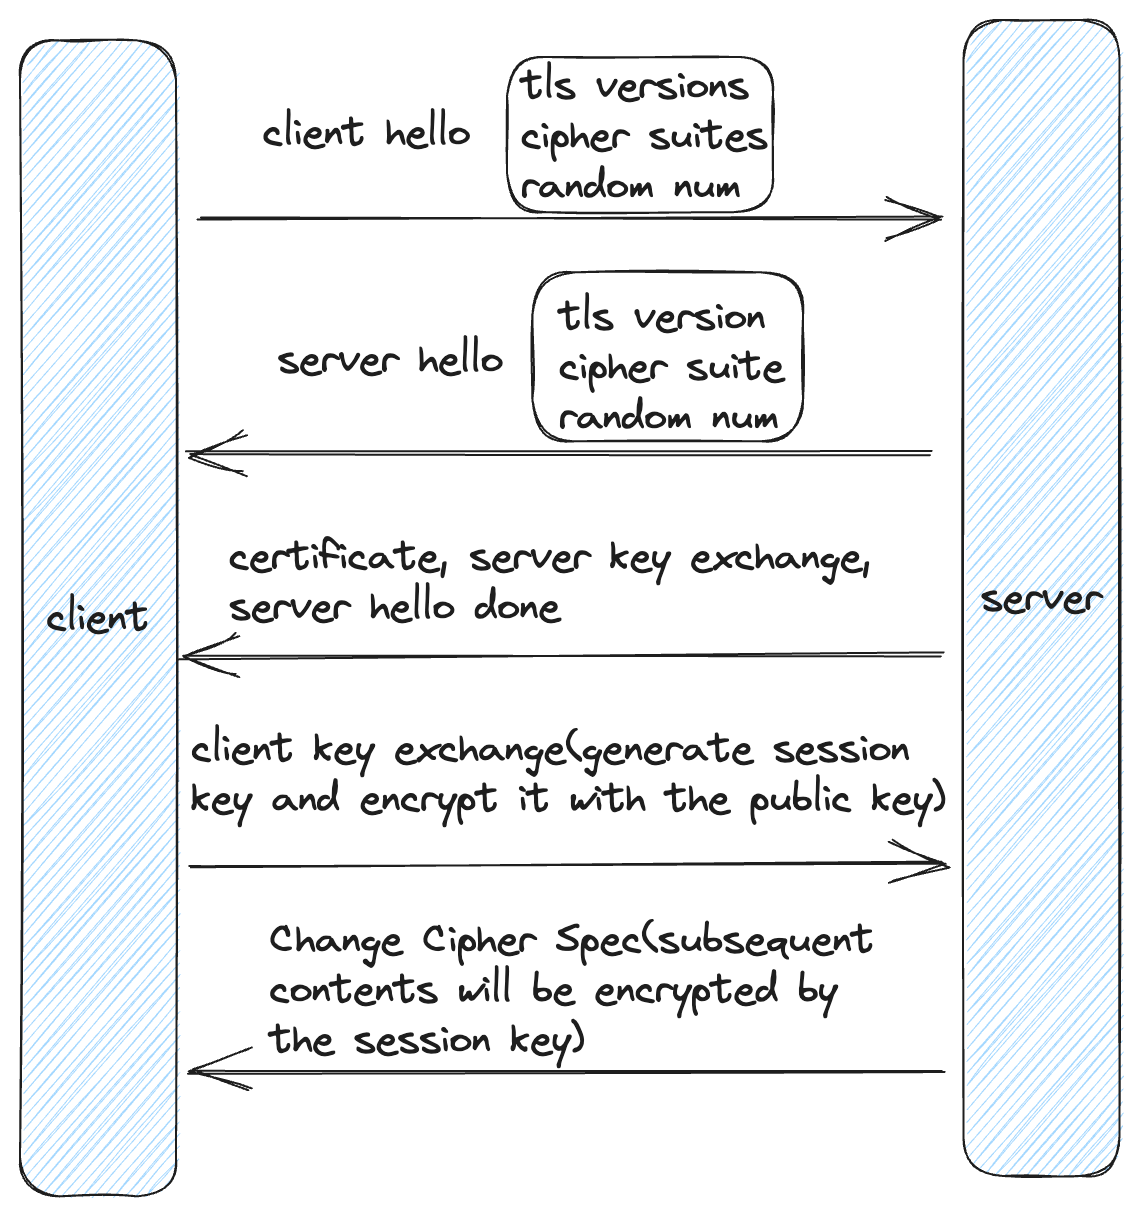 tls versions
client hello
cipher suites
random num
tls version
server hello
cipher suite
random num
certificate, server key exchange,
server hello done
client
server
client key exchange(generate session
key and encrypt it with the public key)
Change Cipher Spec(subsequent
contents will be encrypted by
the session key)